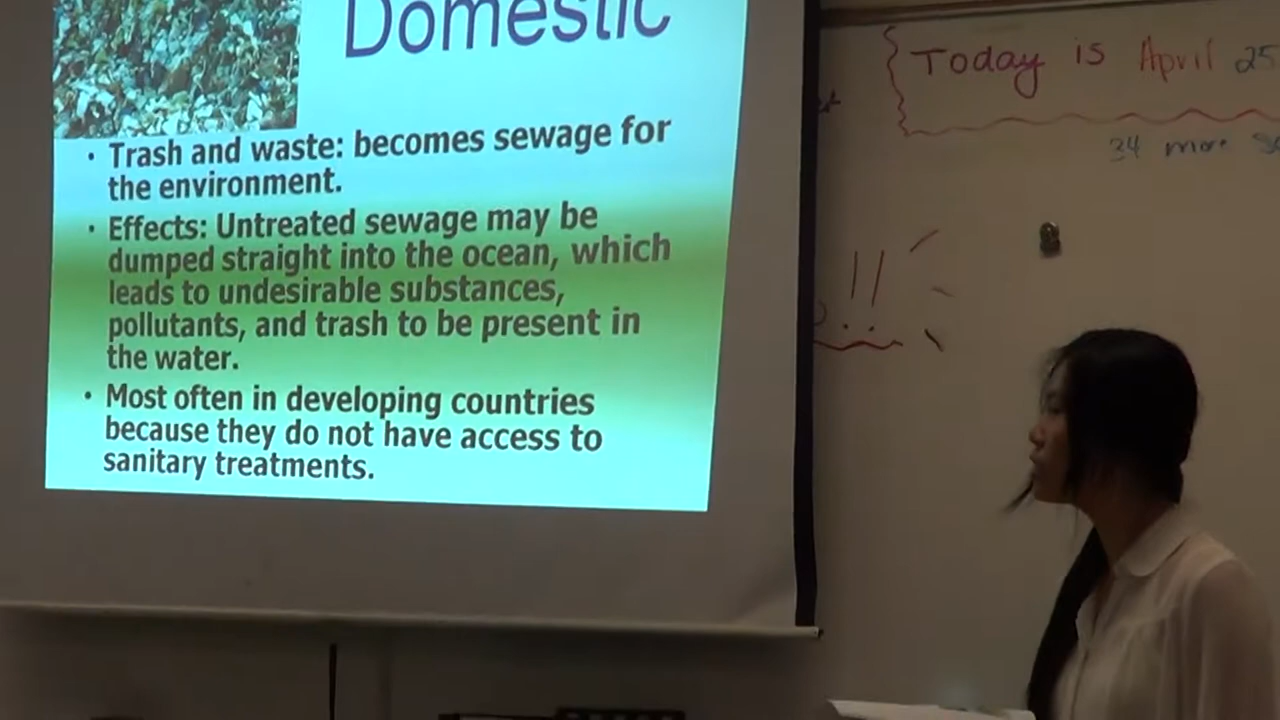 Domestic
• Trash and waste: becomes sewage for
the environment.
• Effects: Untreated sewage may be
dumped straight into the ocean, which
leads to undesirable substances,
pollutants, and trash to be present in
the water.
• Most often in developing countries
because they do not have access to
sanitary treatments.
Today is April 25
34 more
!!